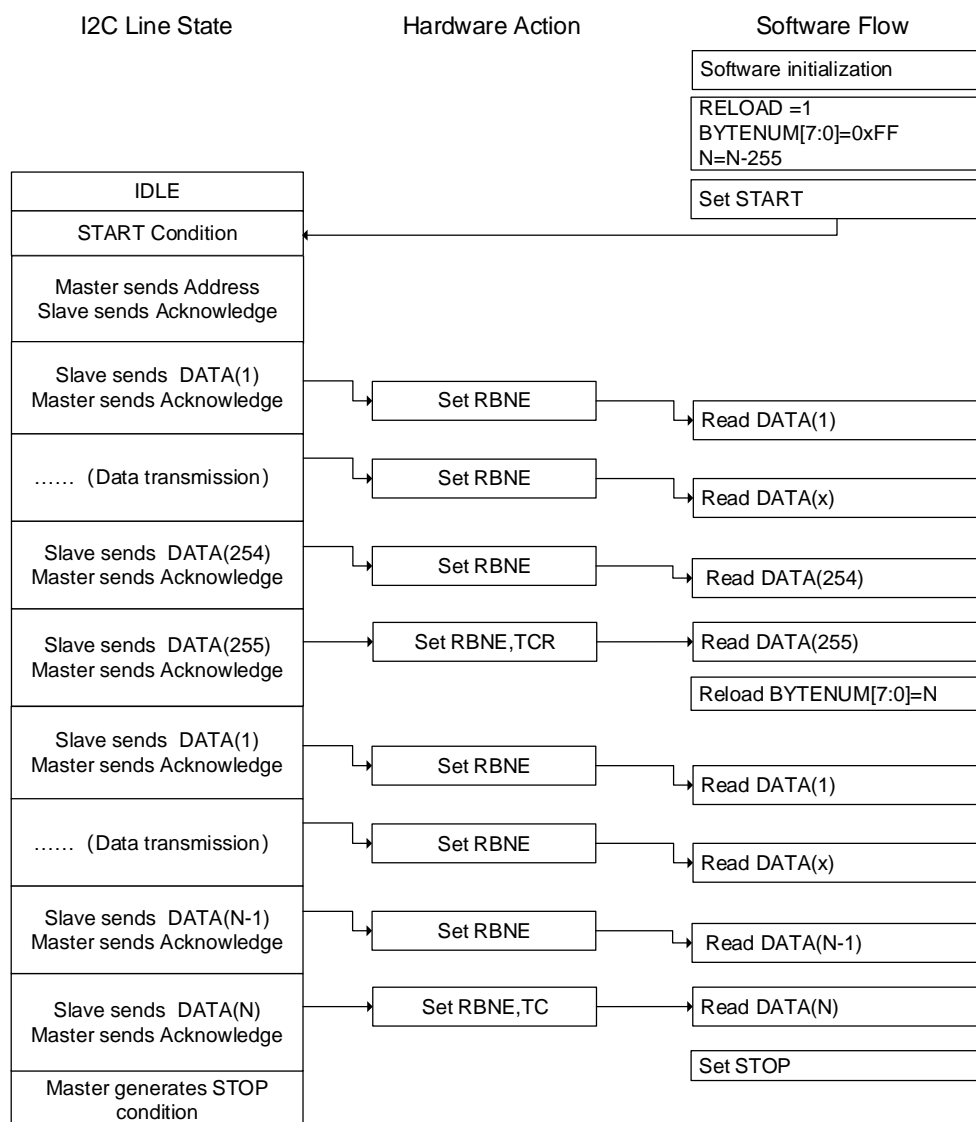 I2C Line State
Hardware Action
Software Flow
Software initialization
RELOAD =1
BYTENUM[7:0]=0xFF
N=N-255
IDLE
Set START
START Condition
Master sends Address
Slave sends Acknowledge
Slave sends DATA(1)
Master sends Acknowledge
Set RBNE
Read DATA(1)
…… (Data transmission)
Set RBNE
Read DATA(x)
Slave sends DATA(254)
Master sends Acknowledge
Set RBNE
Read DATA(254)
Slave sends DATA(255)
Master sends Acknowledge
Set RBNE,TCR
Read DATA(255)
Reload BYTENUM[7:0]=N
Slave sends DATA(1)
Master sends Acknowledge
Set RBNE
Read DATA(1)
…… (Data transmission)
Set RBNE
Read DATA(x)
Slave sends DATA(N-1)
Master sends Acknowledge
Set RBNE
Read DATA(N-1)
Slave sends DATA(N)
Master sends Acknowledge
Set RBNE,TC
Read DATA(N)
Set STOP
Master generates STOP
condition